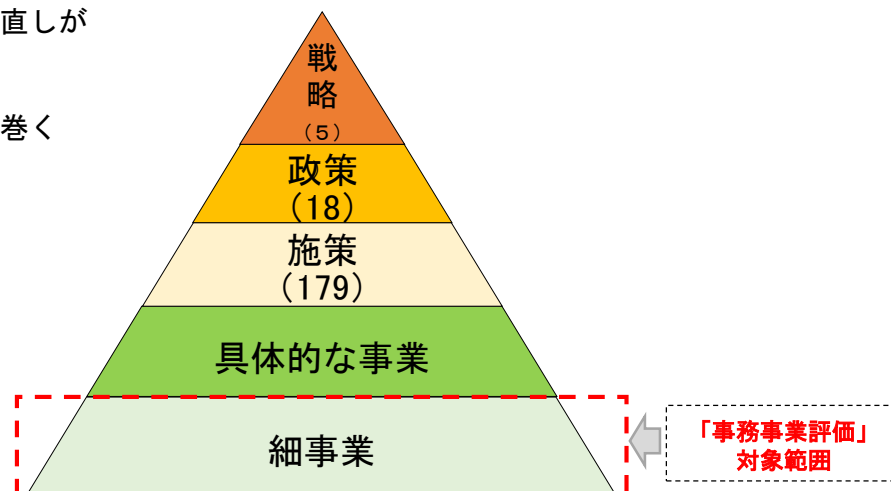 直しが
巻く
戦
略
（５）
政策
(18)
施策
(179)
具体的な事業
細事業
「事務事業評価」
対象範囲